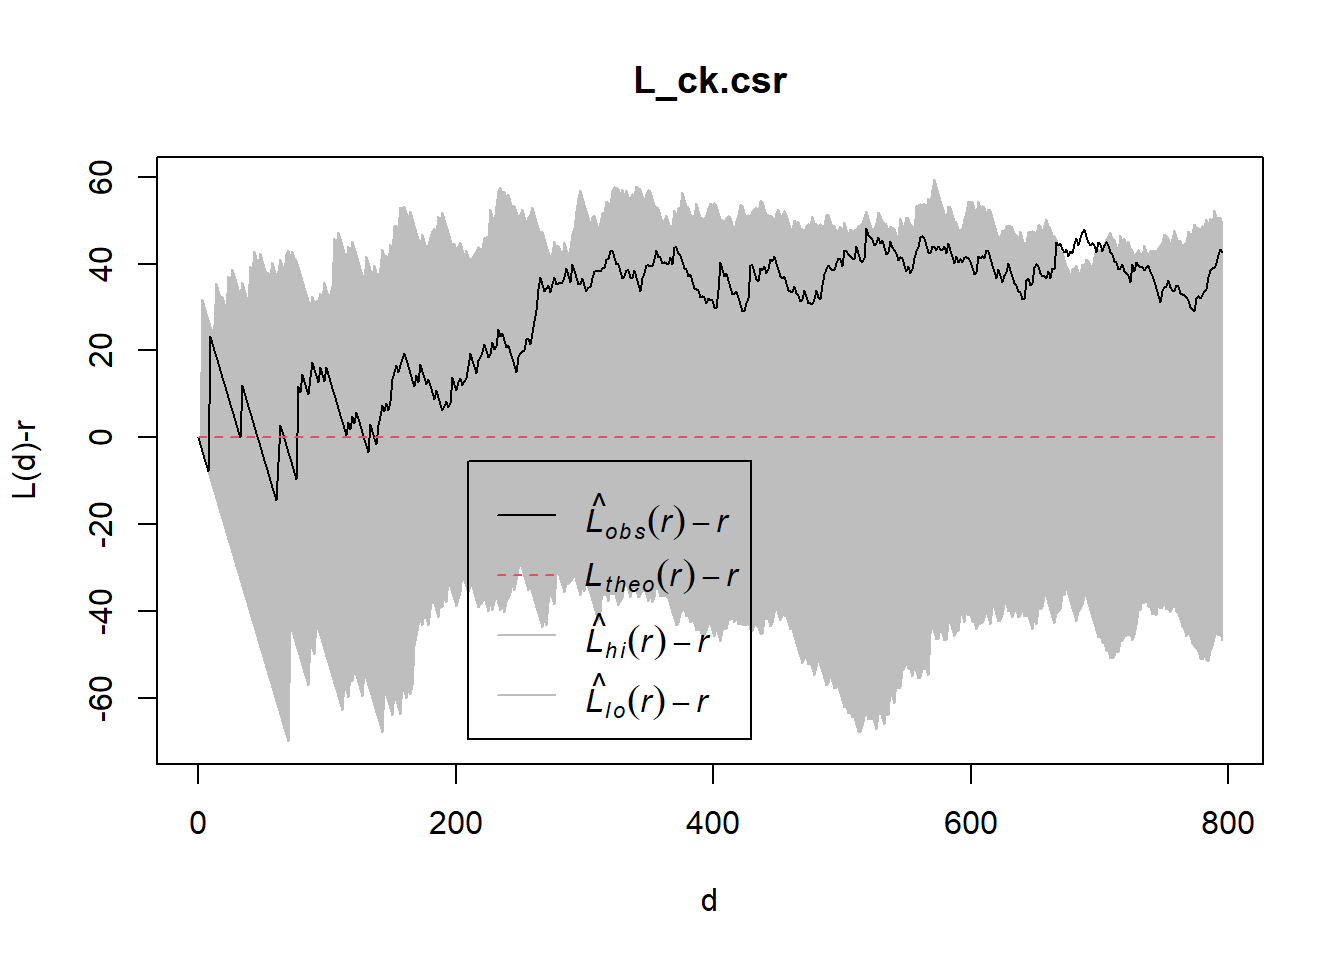 L_ck.csr
60
40
20
0
-20
-40
-60
L(d)-r
L̂obs(r) – r
Ltheo(r) – r
L̂hi(r) – r
L̂lo(r) – r
0 200 400 600 800
d